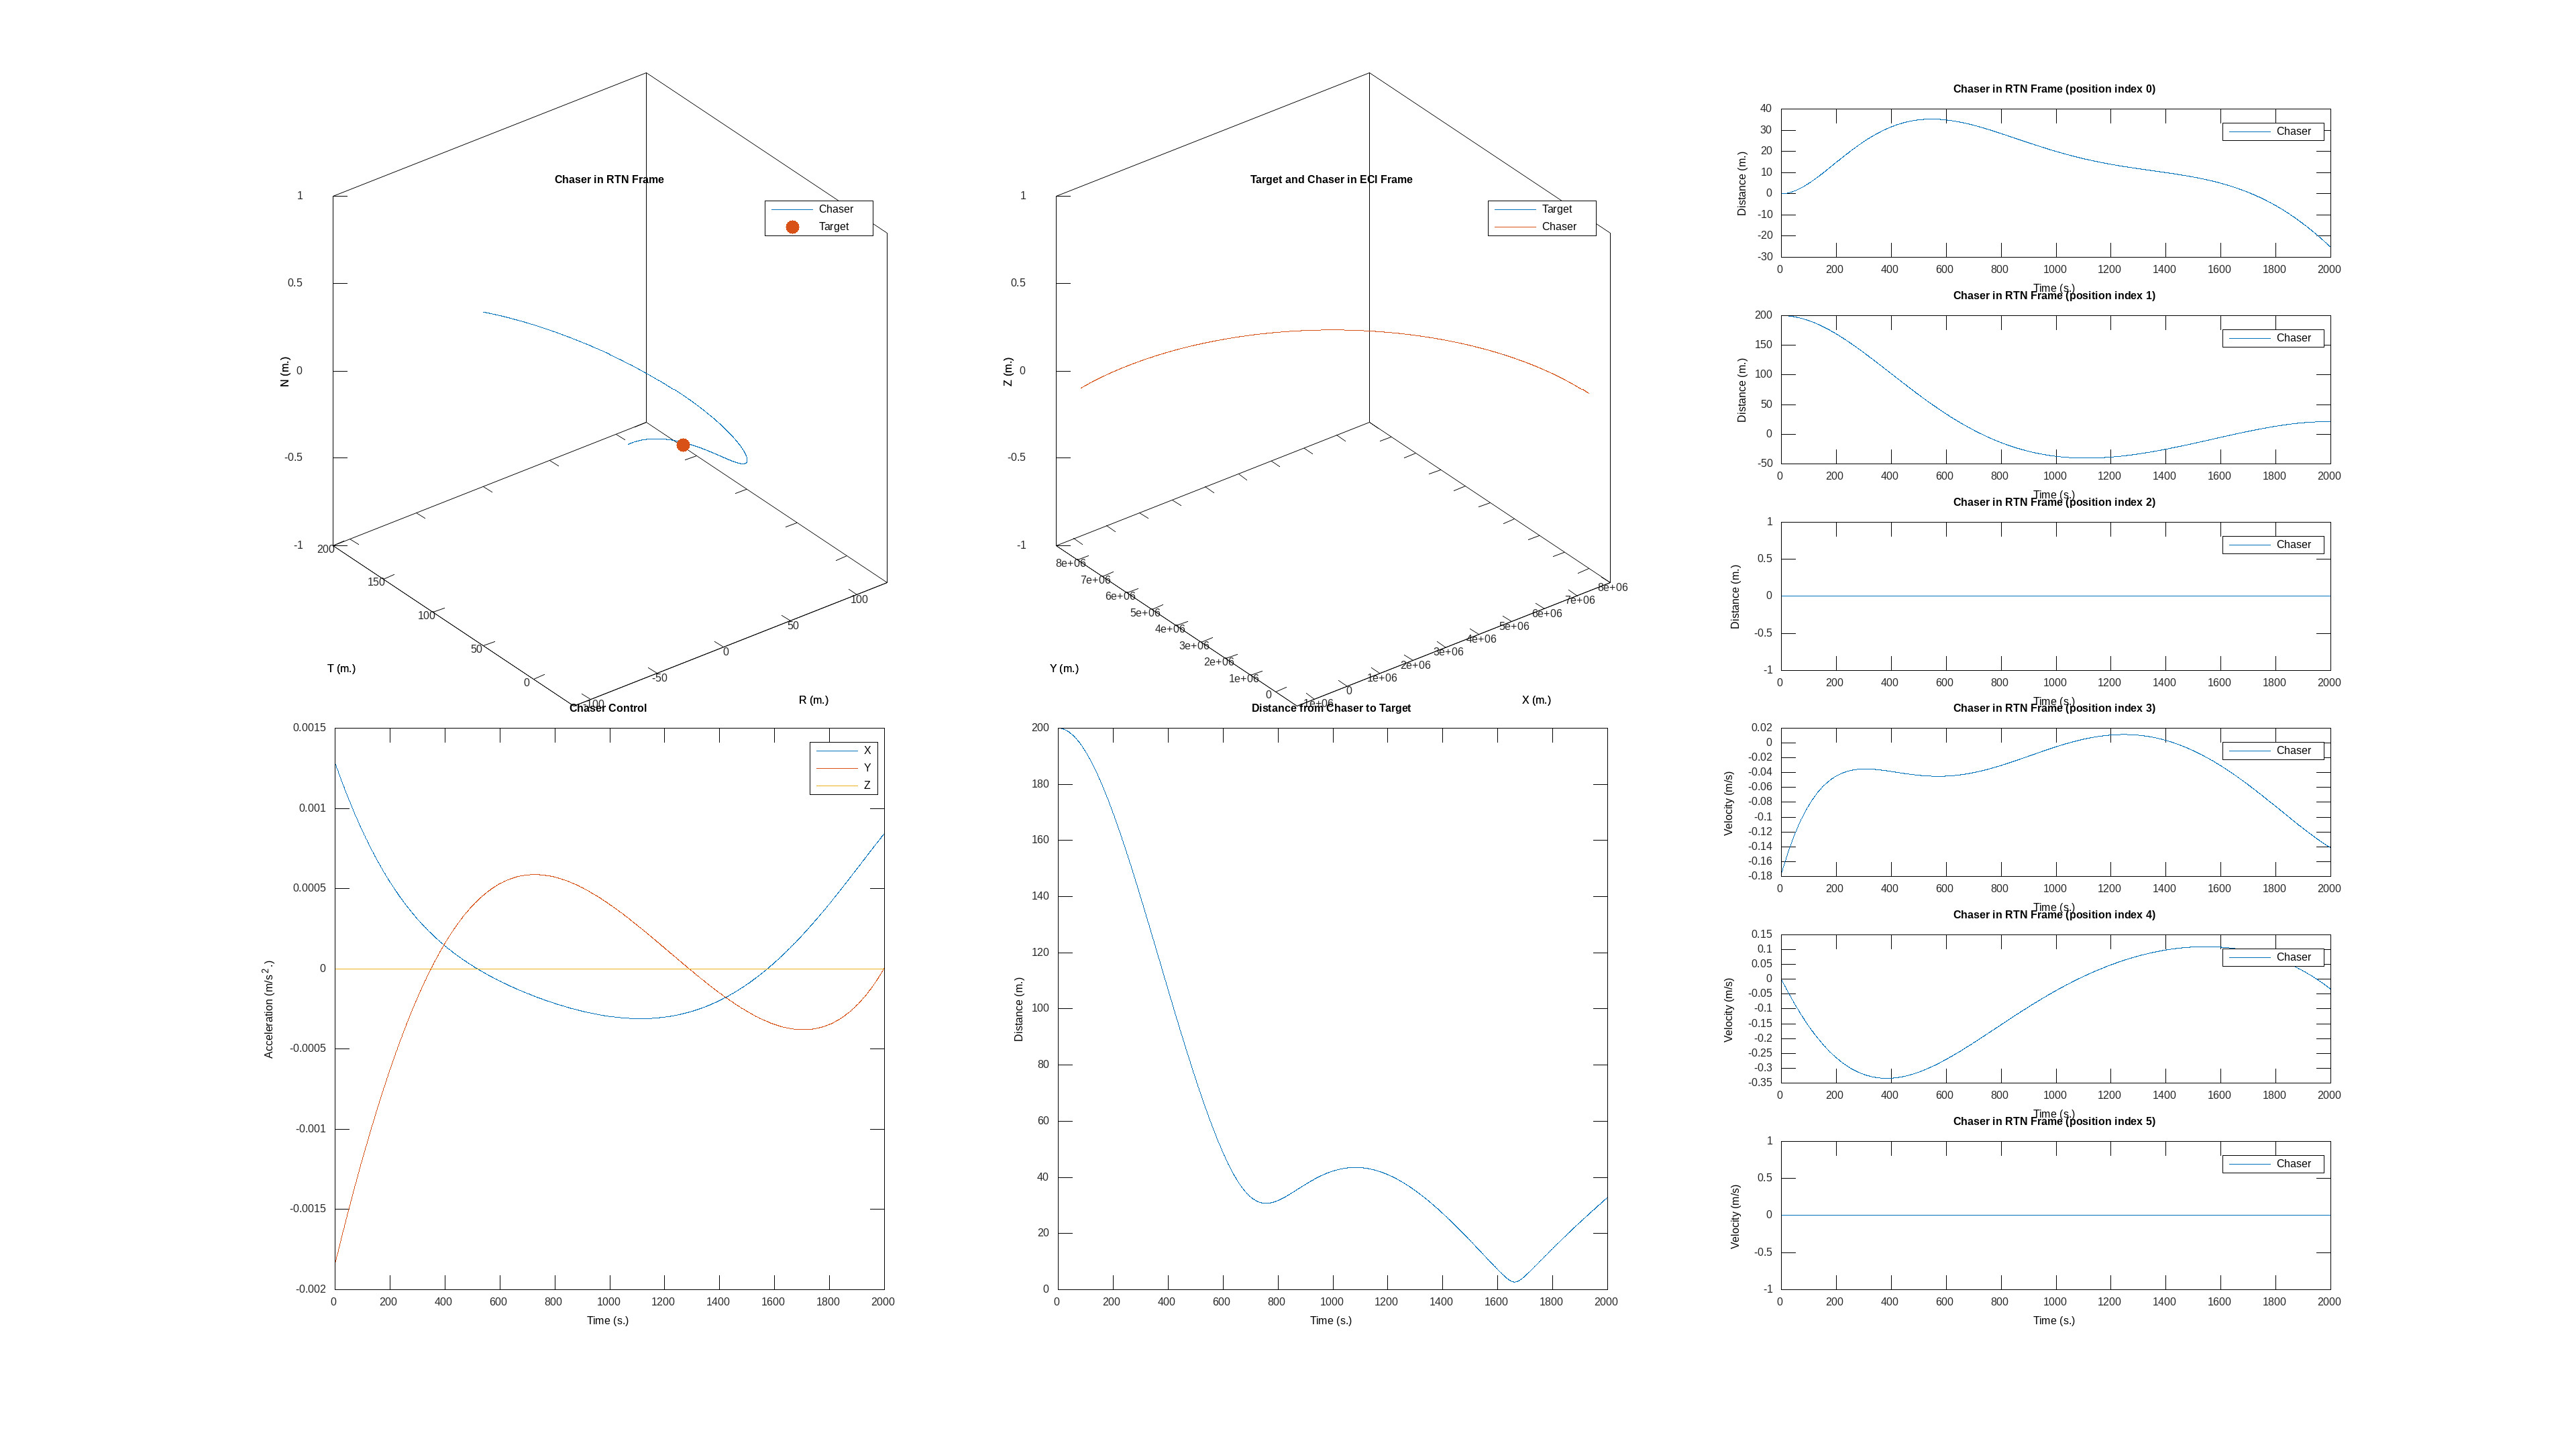 Chaser in RTN Frame
Chaser
Target
1
0.5
0
-0.5
-1
N (m.)
200
150
100
50
0
T (m.)
-100
-50
0
50
100
R (m.)
Target and Chaser in ECI Frame
Target
Chaser
1
0.5
0
-0.5
-1
Z (m.)
8e+06
7e+06
6e+06
5e+06
4e+06
3e+06
2e+06
1e+06
0
Y (m.)
-1e+06
0
1e+06
2e+06
3e+06
4e+06
5e+06
6e+06
7e+06
8e+06
X (m.)
Chaser Control
X
Y
Z
0.0015
0.001
0.0005
0
-0.0005
-0.001
-0.0015
-0.002
Acceleration (m/s².)
0 200 400 600 800 1000 1200 1400 1600 1800 2000
Time (s.)
Distance from Chaser to Target
200
180
160
140
120
100
80
60
40
20
0
Distance (m.)
0 200 400 600 800 1000 1200 1400 1600 1800 2000
Time (s.)
Chaser in RTN Frame (position index 0)
Chaser
40
30
20
10
0
-10
-20
-30
Distance (m.)
0 200 400 600 800 1000 1200 1400 1600 1800 2000
Time (s.)
Chaser in RTN Frame (position index 1)
Chaser
200
150
100
50
0
-50
Distance (m.)
0 200 400 600 800 1000 1200 1400 1600 1800 2000
Time (s.)
Chaser in RTN Frame (position index 2)
Chaser
1
0.5
0
-0.5
-1
Distance (m.)
0 200 400 600 800 1000 1200 1400 1600 1800 2000
Time (s.)
Chaser in RTN Frame (position index 3)
Chaser
0.02
0
-0.02
-0.04
-0.06
-0.08
-0.1
-0.12
-0.14
-0.16
-0.18
Velocity (m/s)
0 200 400 600 800 1000 1200 1400 1600 1800 2000
Time (s.)
Chaser in RTN Frame (position index 4)
Chaser
0.15
0.1
0.05
0
-0.05
-0.1
-0.15
-0.2
-0.25
-0.3
-0.35
Velocity (m/s)
0 200 400 600 800 1000 1200 1400 1600 1800 2000
Time (s.)
Chaser in RTN Frame (position index 5)
Chaser
1
0.5
0
-0.5
-1
Velocity (m/s)
0 200 400 600 800 1000 1200 1400 1600 1800 2000
Time (s.)